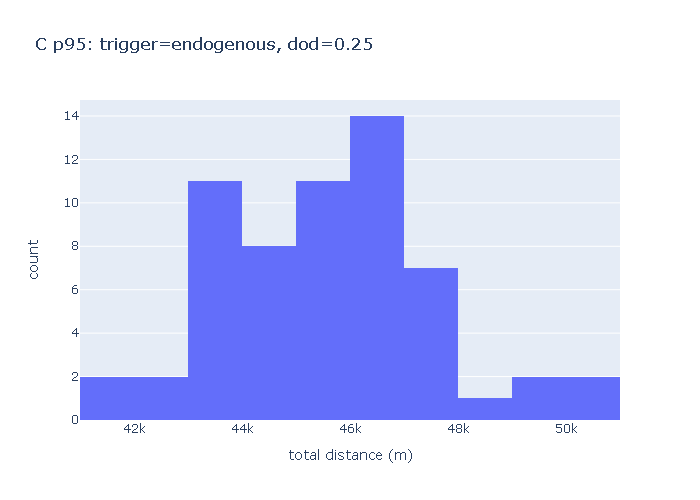 C p95: trigger=endogenous, dod=0.25
14
12
10
8
6
4
2
0
count
42k
44k
46k
48k
50k
total distance (m)